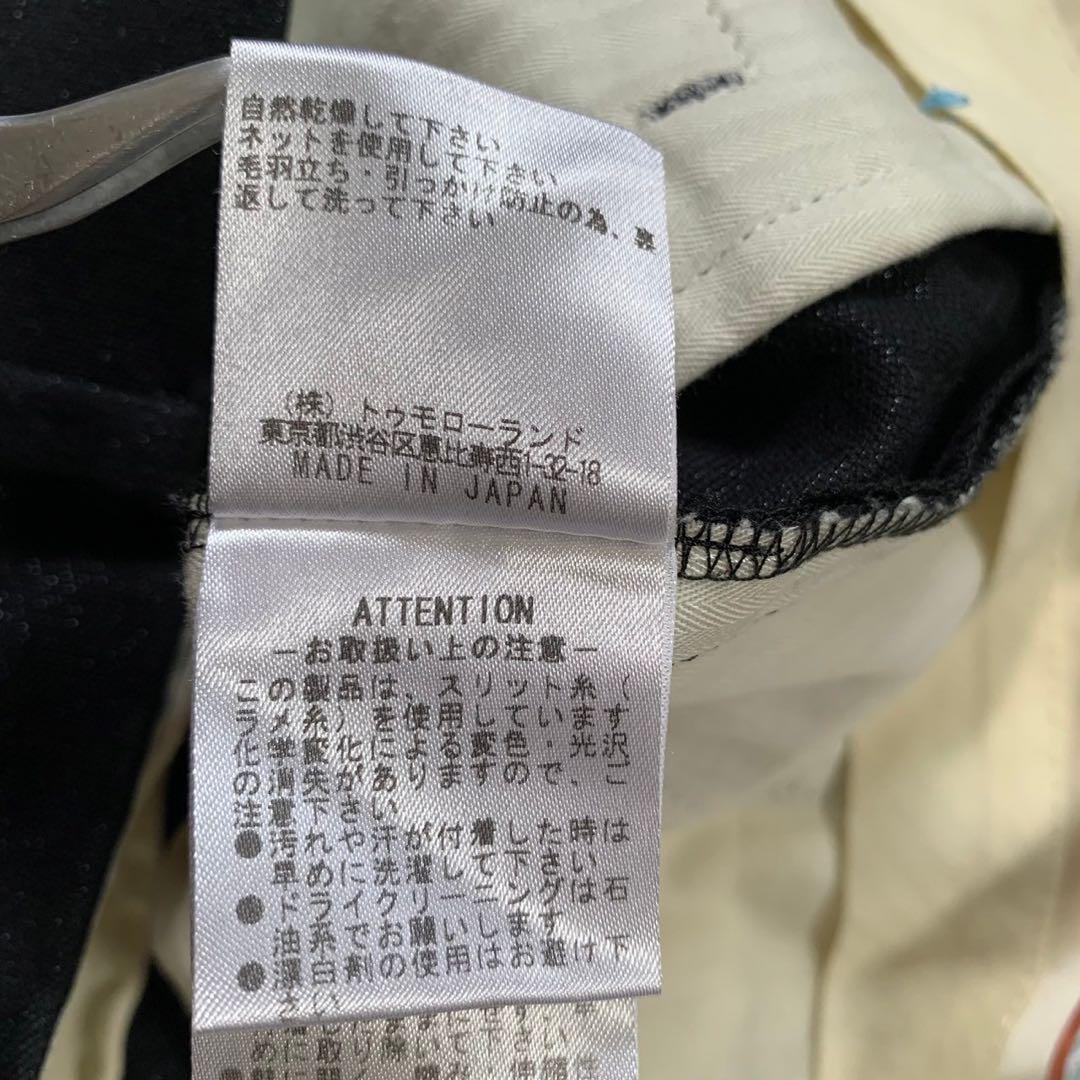 自然乾燥して下さい
ネットを使用して下さい
毛羽立ち・引っかけ防止の為、裏
返して洗って下さい
(株)トゥモローランド
東京都渋谷区恵比寿西1-32-18
MADE IN JAPAN
ATTENTION
―お取扱い上の注意―
この製品は、スリット糸(
ラメ糸)を使用しています
化学変化により変色・光沢
の消失がありますので、ご
注意下さい
●汚れや汗が付着した時は
早めに洗濯して下さい
●ドライクリーニングは石
油系でお願いします
●漂白剤の使用はお避け下